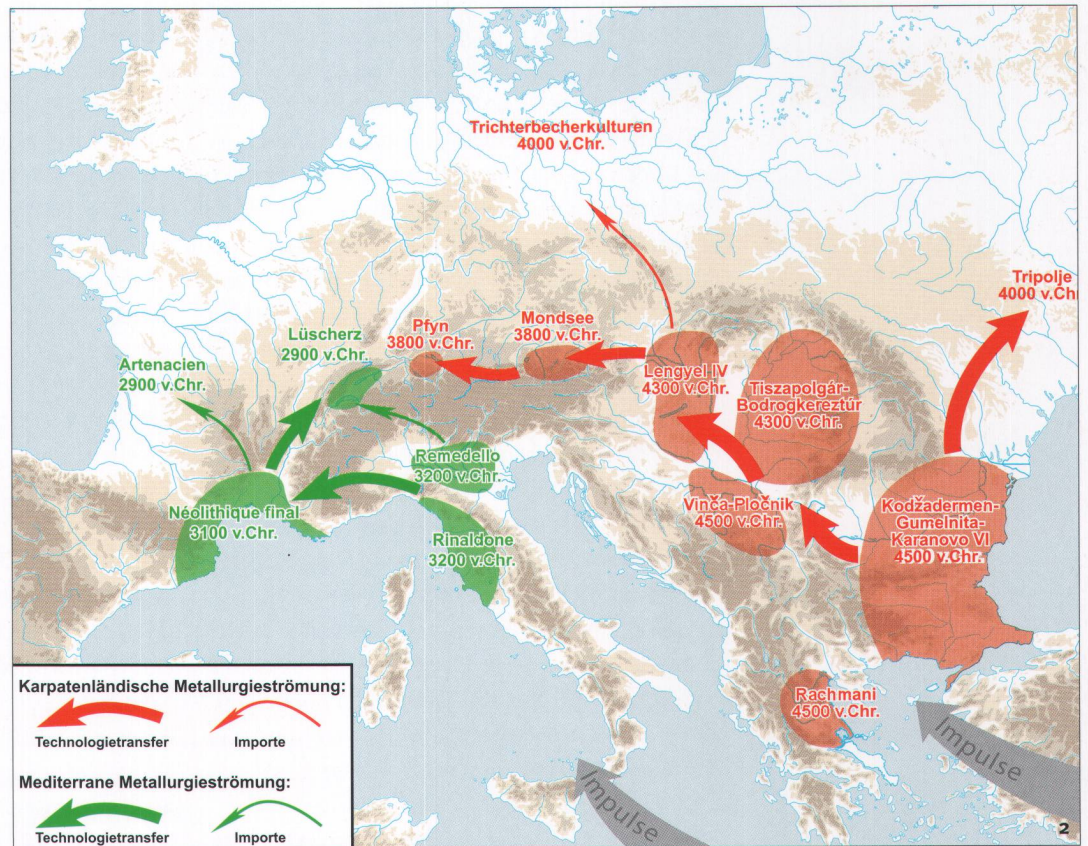 Trichterbecherkulturen
4000 v.Chr.
Tripolje
4000 v.Chr
Mondsee
3800 v.Chr.
Pfyn
3800 v.Chr.
Lüscherz
2900 v.Chr.
Artenacien
2900 v.Chr.
Lengyel IV
4300 v.Chr.
Tiszapolgár-
Bodrogkereztúr
4300 v.Chr.
Remedello
3200 v.Chr.
Néolithique final
3100 v.Chr.
Rinaldone
3200 v.Chr.
Vinča-Pločnik
4500 v.Chr.
Kodžadermen-
Gumelnita-
Karanovo VI
4500 v.Chr.
Rachmani
4500 v.Chr.
Impulse
Impulse
Karpatenländische Metallurgieströmung:
Technologietransfer Importe
Mediterrane Metallurgieströmung:
Technologietransfer Importe
2